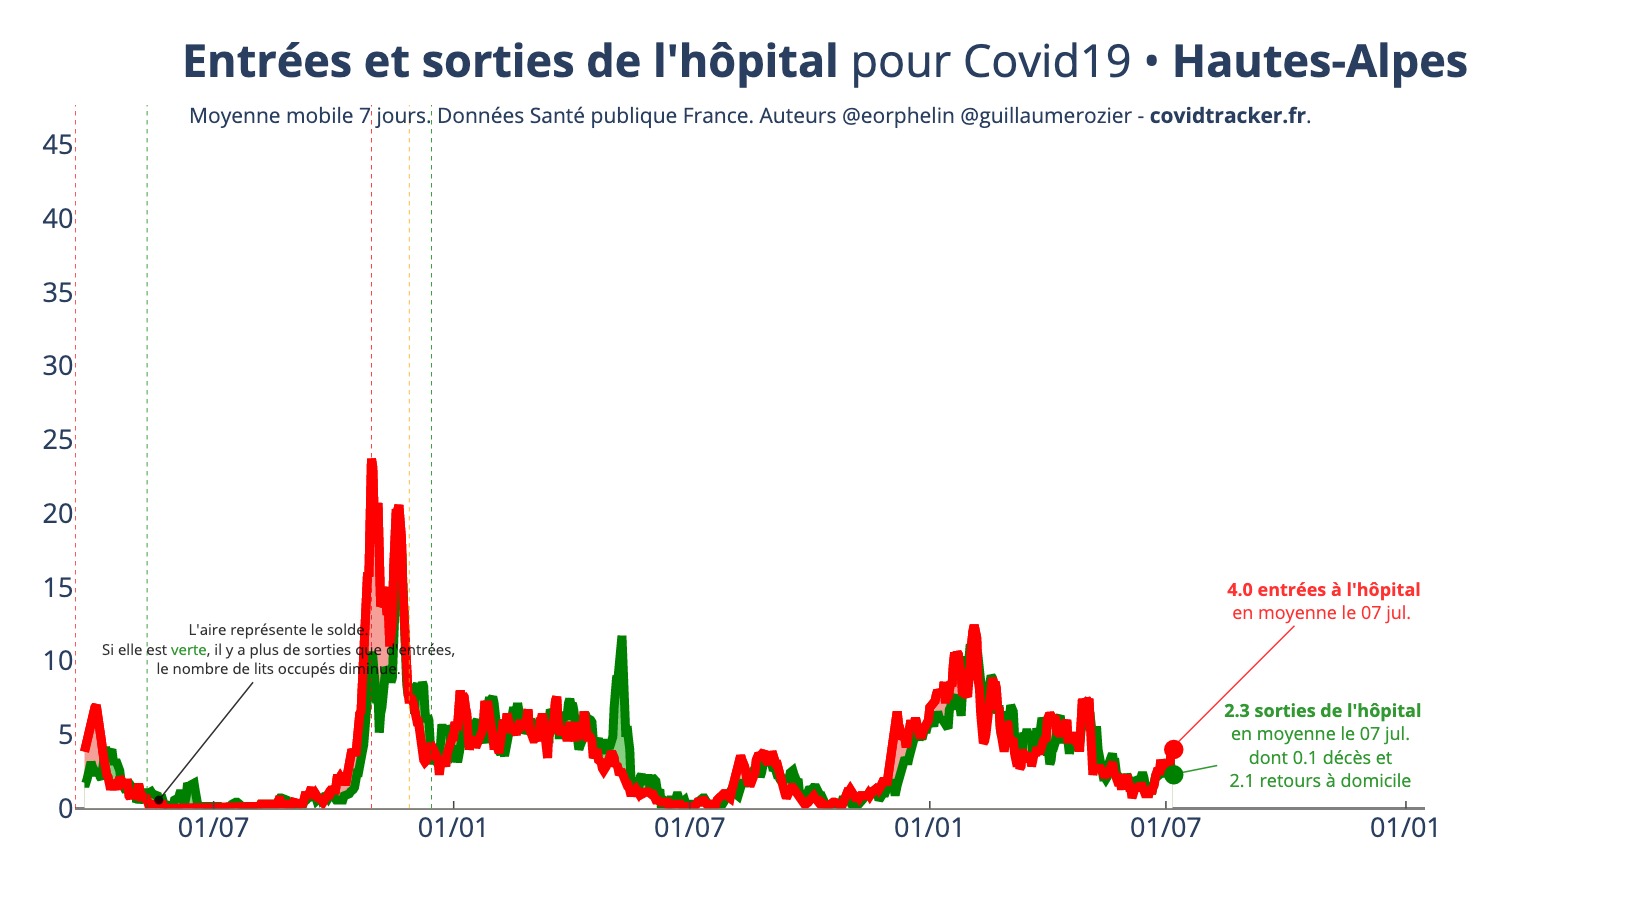 Entrées et sorties de l'hôpital pour Covid19 • Hautes-Alpes
Moyenne mobile 7 jours. Données Santé publique France. Auteurs @eorphelin @guillaumerozier - covidtracker.fr.
45
40
35
30
25
20
15
10
5
0
L'aire représente le solde.
Si elle est verte, il y a plus de sorties que d'entrées,
le nombre de lits occupés diminue.
4.0 entrées à l'hôpital
en moyenne le 07 jul.
2.3 sorties de l'hôpital
en moyenne le 07 jul.
dont 0.1 décès et
2.1 retours à domicile
01/07
01/01
01/07
01/01
01/07
01/01